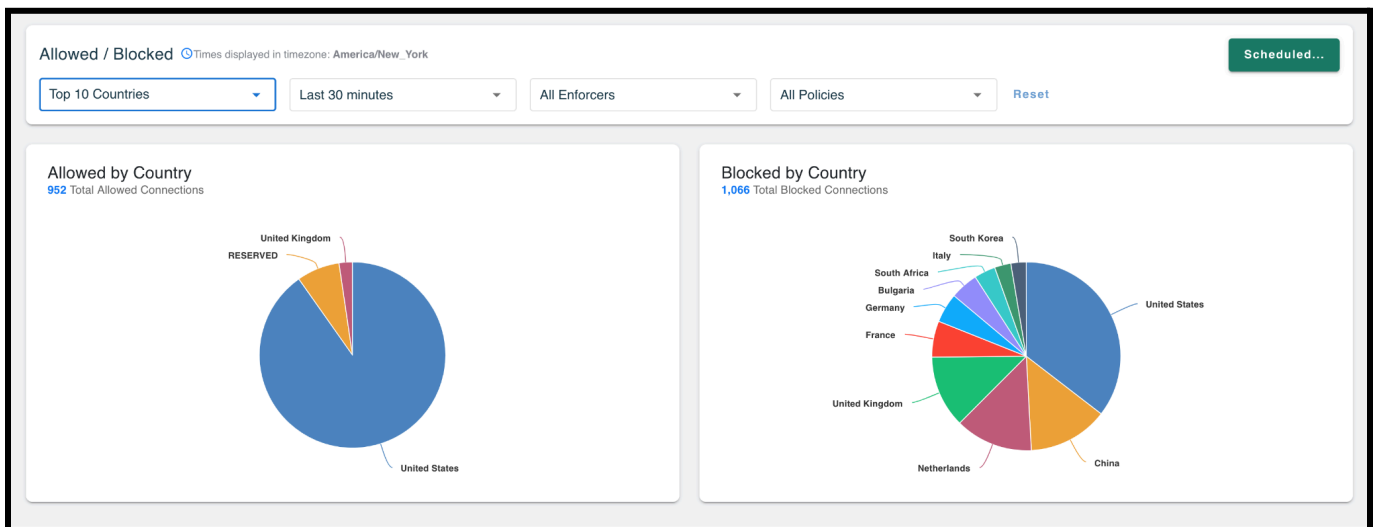 Allowed / Blocked Times displayed in timezone: America/New_York
Scheduled...
Top 10 Countries
Last 30 minutes
All Enforcers
All Policies
Reset
Allowed by Country
952 Total Allowed Connections
United Kingdom
RESERVED
United States
Blocked by Country
1,066 Total Blocked Connections
South Korea
Italy
South Africa
Bulgaria
Germany
France
United Kingdom
Netherlands
United States
China